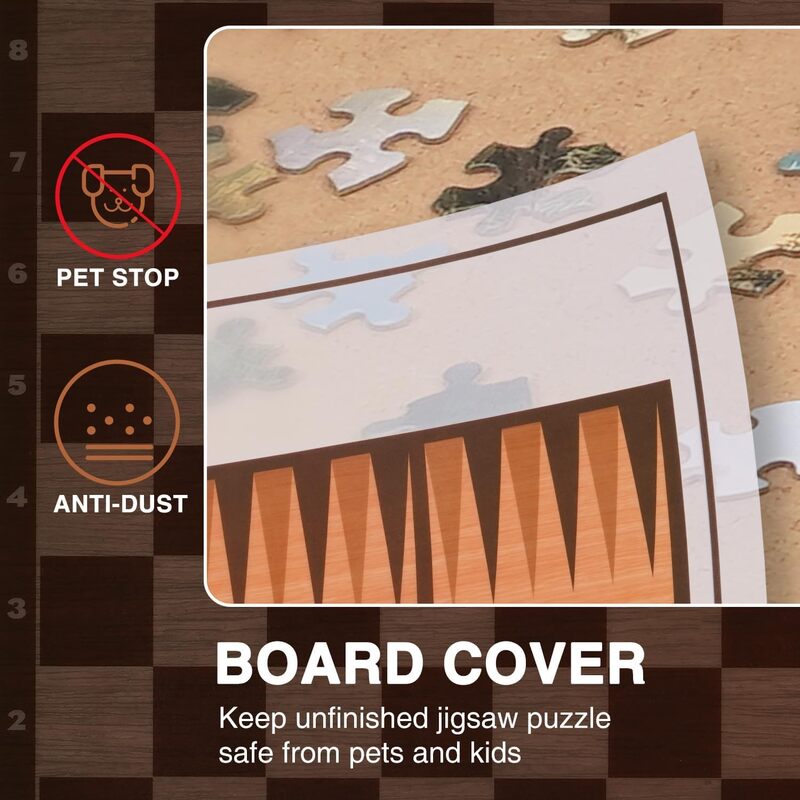 8
7
PET STOP
6
5
ANTI-DUST
4
3
2
BOARD COVER
Keep unfinished jigsaw puzzle
safe from pets and kids